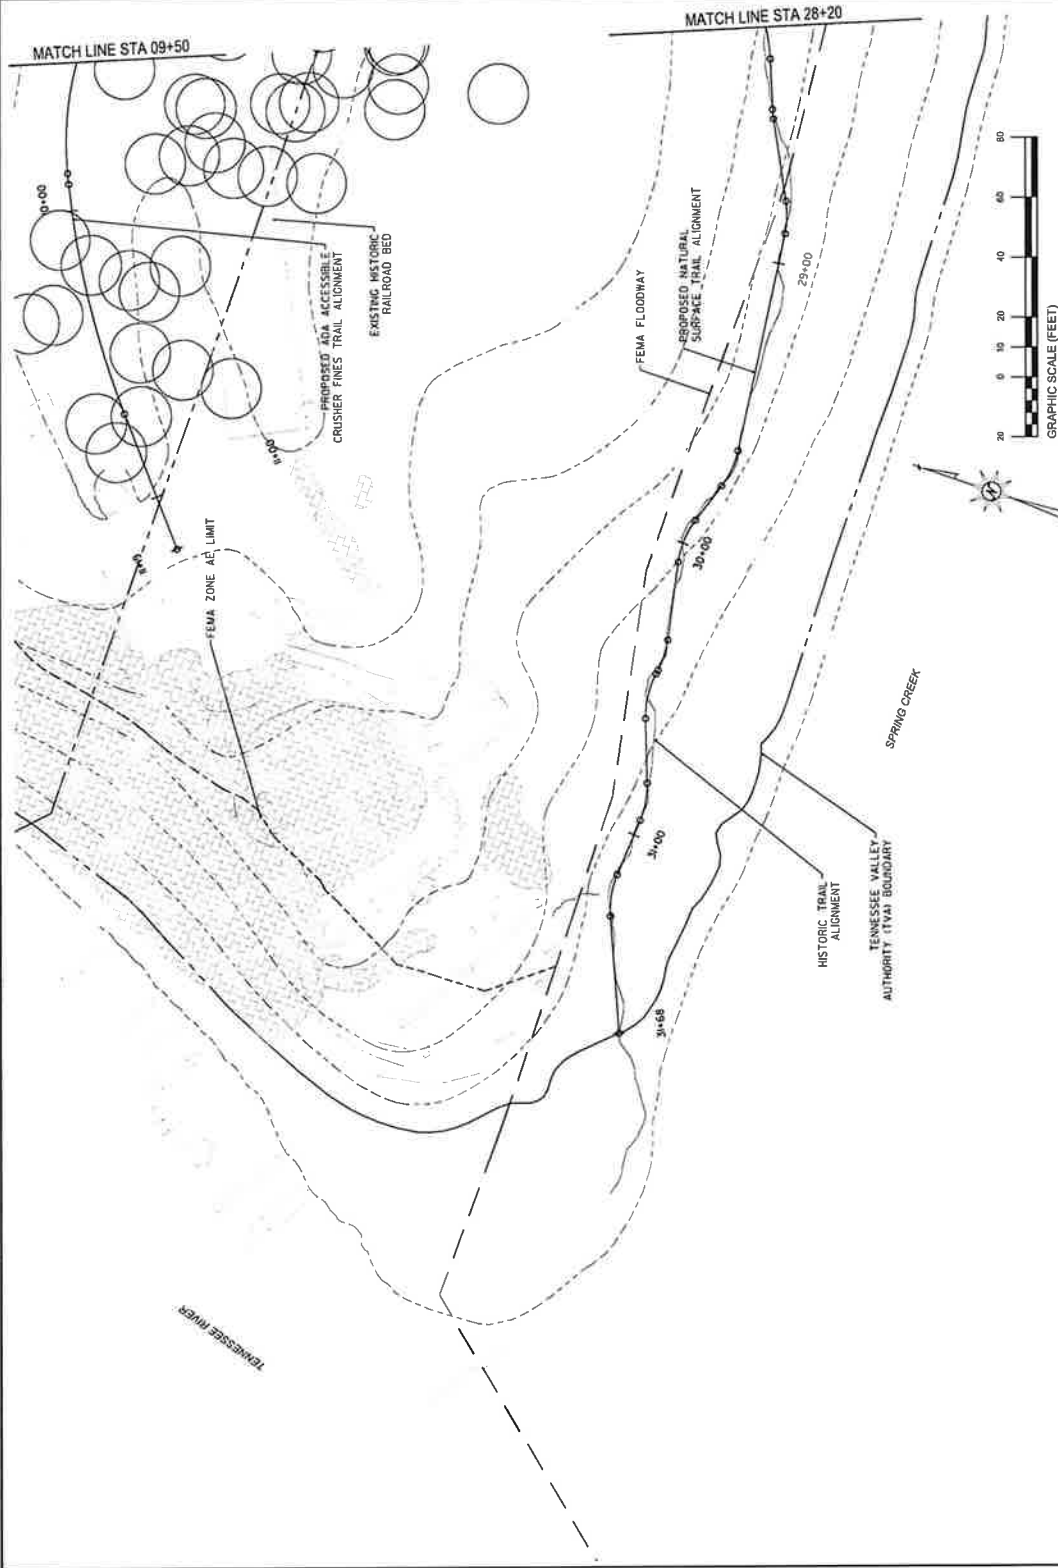 MATCH LINE STA 09+50
MATCH LINE STA 28+20
0+00
PROPOSED ADA ACCESSIBLE
CRUSHER FINES TRAIL ALIGNMENT
EXISTING HISTORIC
RAILROAD BED
11+00
FEMA ZONE AE LIMIT
FEMA FLOODWAY
PROPOSED NATURAL
SURFACE TRAIL ALIGNMENT
29+00
30+00
31+00
31+68
HISTORIC TRAIL
ALIGNMENT
TENNESSEE VALLEY
AUTHORITY (TVA) BOUNDARY
SPRING CREEK
TENNESSEE RIVER
N
20 0 10 20 40 60 80
GRAPHIC SCALE (FEET)